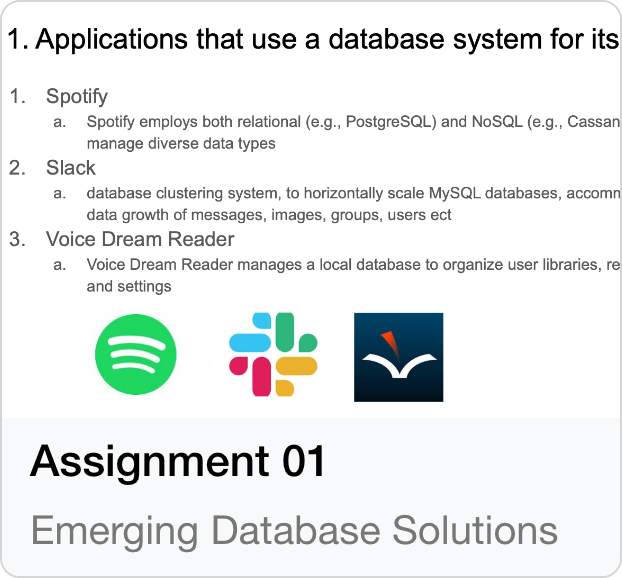 1. Applications that use a database system for its
1. Spotify
a. Spotify employs both relational (e.g., PostgreSQL) and NoSQL (e.g., Cassan
manage diverse data types
2. Slack
a. database clustering system, to horizontally scale MySQL databases, accomm
data growth of messages, images, groups, users ect
3. Voice Dream Reader
a. Voice Dream Reader manages a local database to organize user libraries, re
and settings
Assignment 01
Emerging Database Solutions